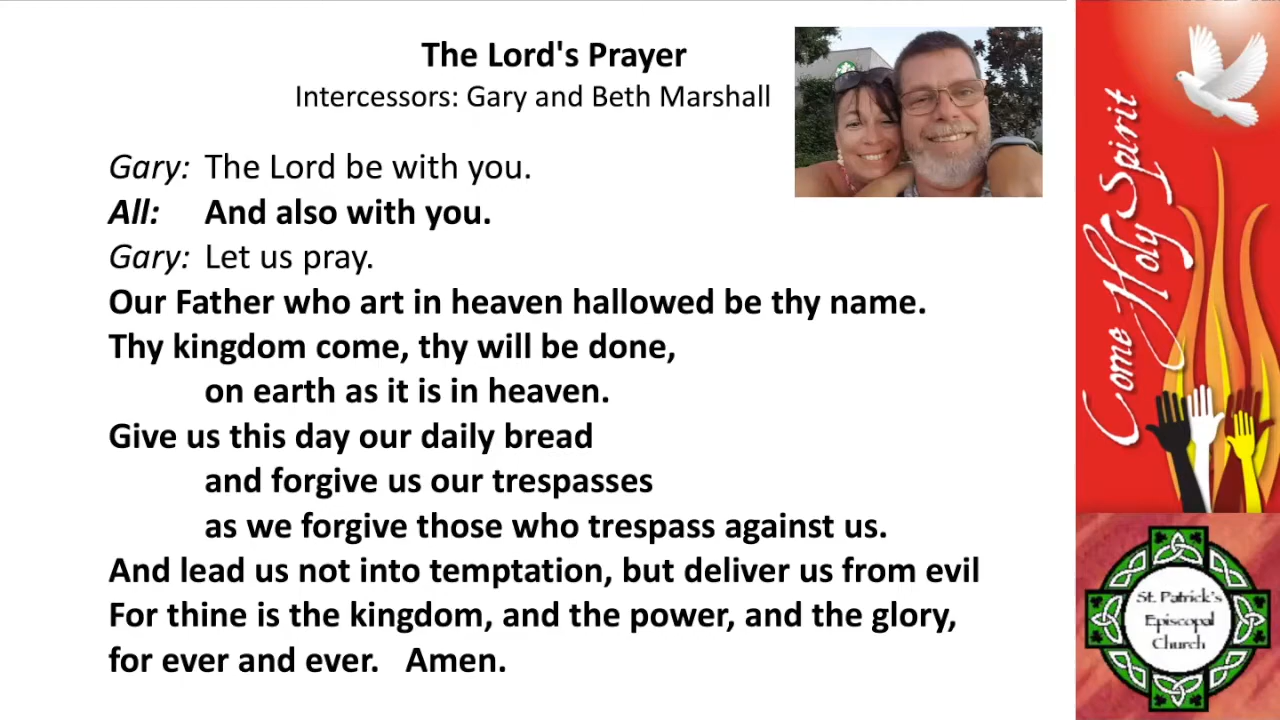 The Lord's Prayer
Intercessors: Gary and Beth Marshall
Gary: The Lord be with you.
All: And also with you.
Gary: Let us pray.
Our Father who art in heaven hallowed be thy name.
Thy kingdom come, thy will be done,
on earth as it is in heaven.
Give us this day our daily bread
and forgive us our trespasses
as we forgive those who trespass against us.
And lead us not into temptation, but deliver us from evil
For thine is the kingdom, and the power, and the glory,
for ever and ever. Amen.
Come Holy Spirit
St. Patrick's
Episcopal
Church